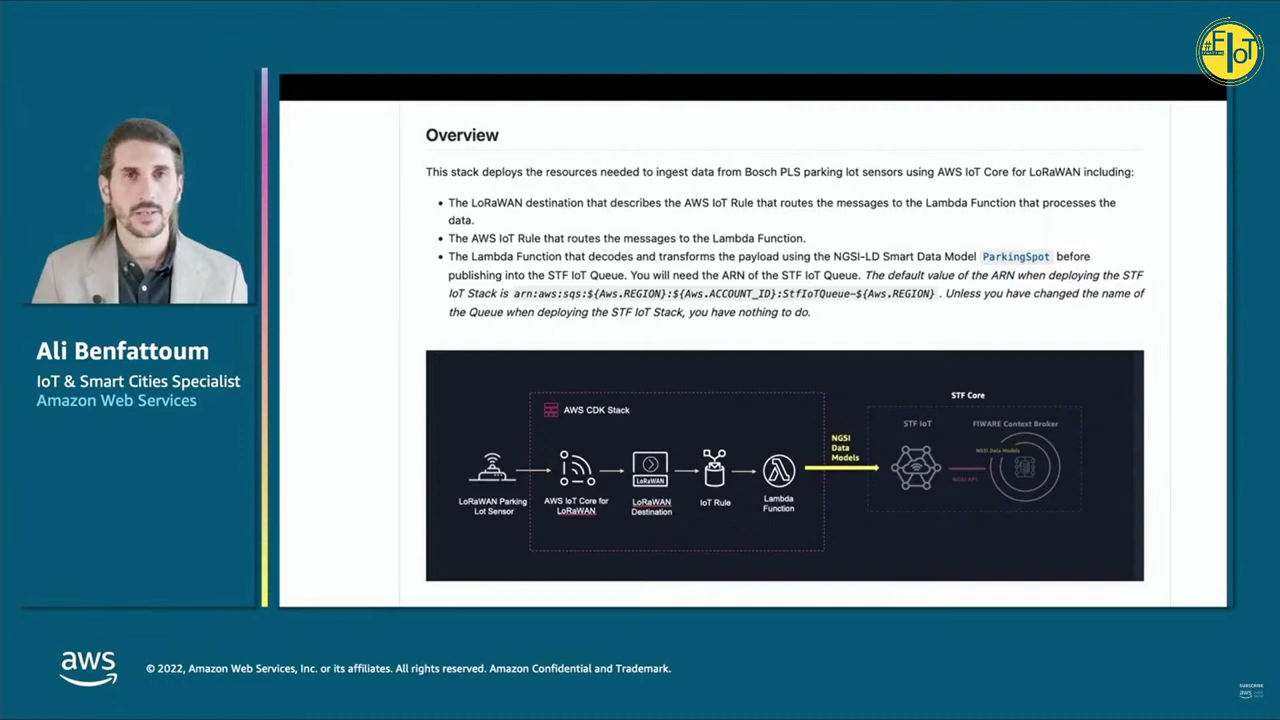 #EIoT
Overview
This stack deploys the resources needed to ingest data from Bosch PLS parking lot sensors using AWS IoT Core for LoRaWAN including:
• The LoRaWAN destination that describes the AWS IoT Rule that routes the messages to the Lambda Function that processes the
data.
• The AWS IoT Rule that routes the messages to the Lambda Function.
• The Lambda Function that decodes and transforms the payload using the NGSI-LD Smart Data Model ParkingSpot before
publishing into the STF IoT Queue. You will need the ARN of the STF IoT Queue. The default value of the ARN when deploying the STF
IoT Stack is arn:aws:sqs:${Aws.REGION}:${Aws.ACCOUNT_ID}:StfIoTQueue-${Aws.REGION} . Unless you have changed the name of
the Queue when deploying the STF IoT Stack, you have nothing to do.
AWS CDK Stack
LoRaWAN Parking
Lot Sensor
AWS IoT Core for
LoRaWAN
LoRaWAN
LoRaWAN
Destination
IoT Rule
Lambda
Function
NGSI
Data
Models
STF Core
STF IoT
FIWARE Context Broker
NGSI Data Models
NGSI API
Ali Benfattoum
IoT & Smart Cities Specialist
Amazon Web Services
aws
© 2022, Amazon Web Services, Inc. or its affiliates. All rights reserved. Amazon Confidential and Trademark.
SUBSCRIBE
aws